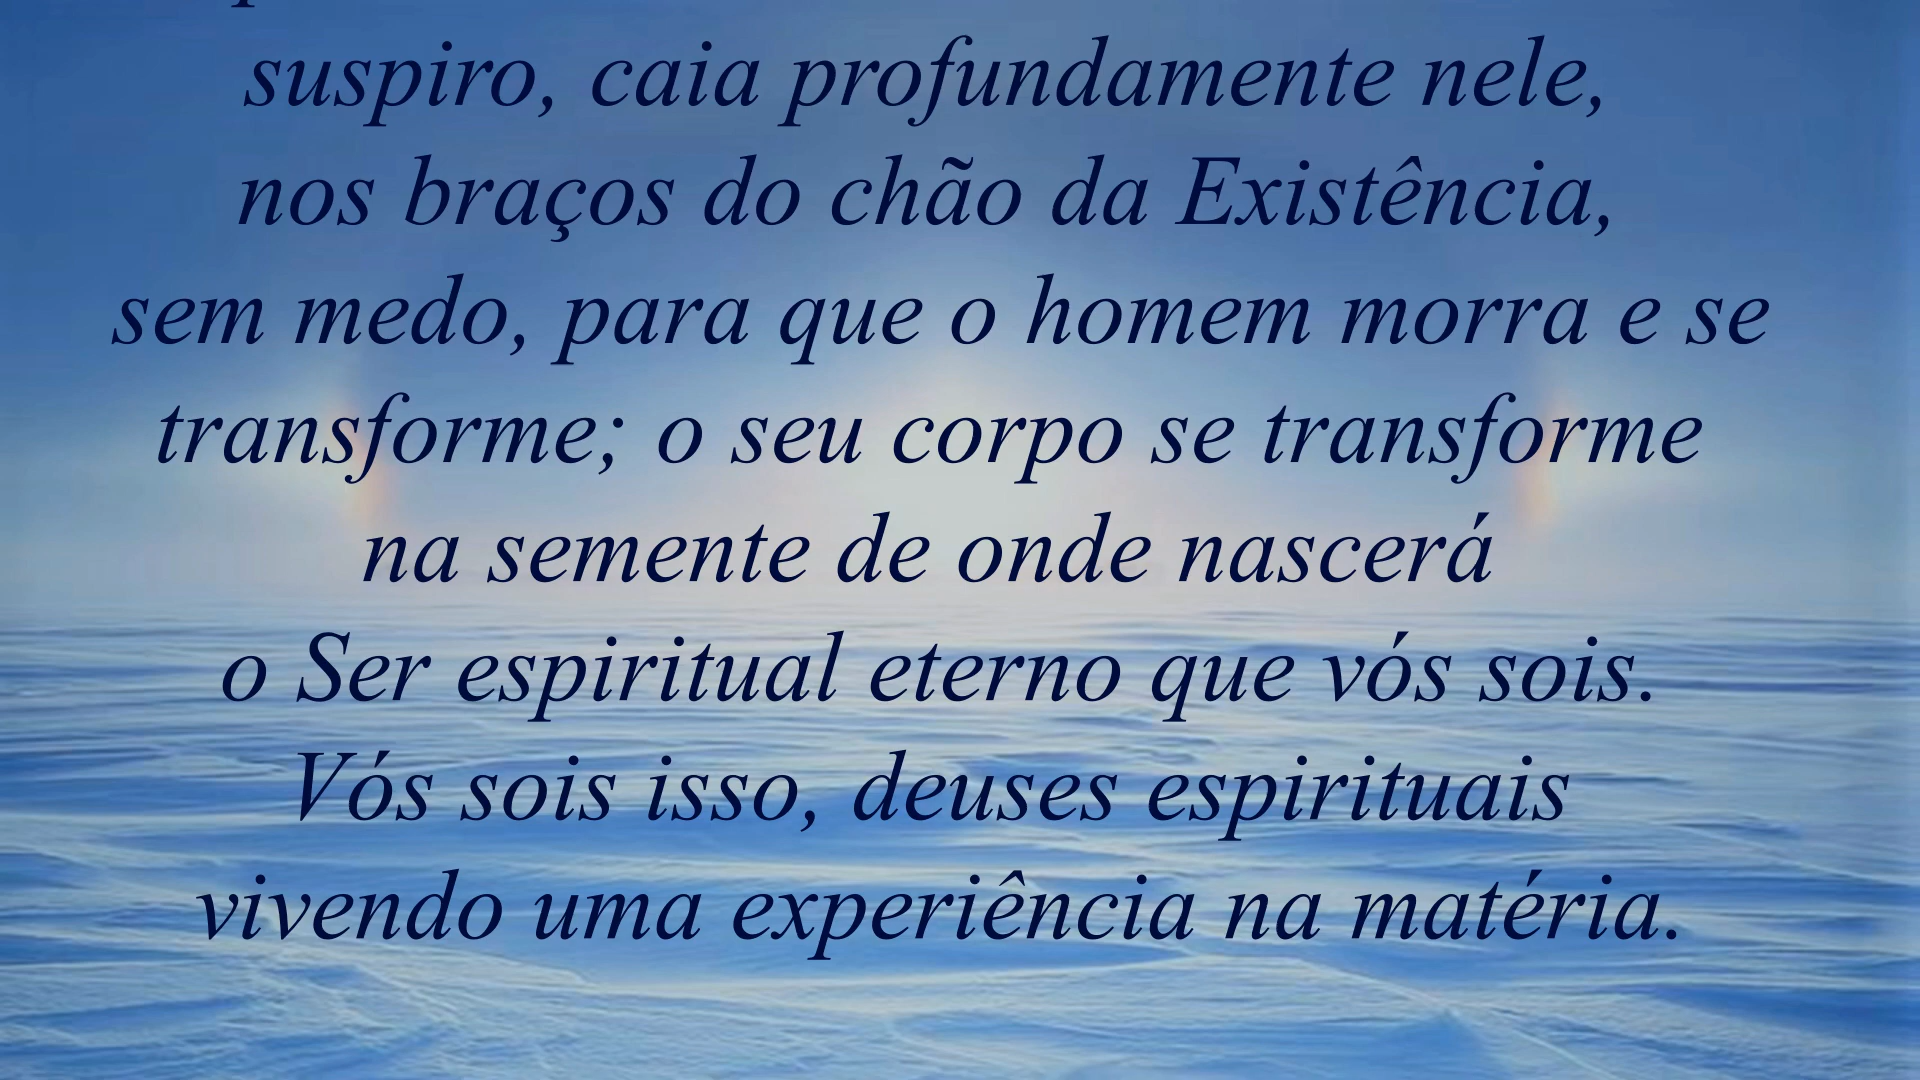 suspiro, caia profundamente nele,
nos braços do chão da Existência,
sem medo, para que o homem morra e se
transforme; o seu corpo se transforme
na semente de onde nascerá
o Ser espiritual eterno que vós sois.
Vós sois isso, deuses espirituais
vivendo uma experiência na matéria.